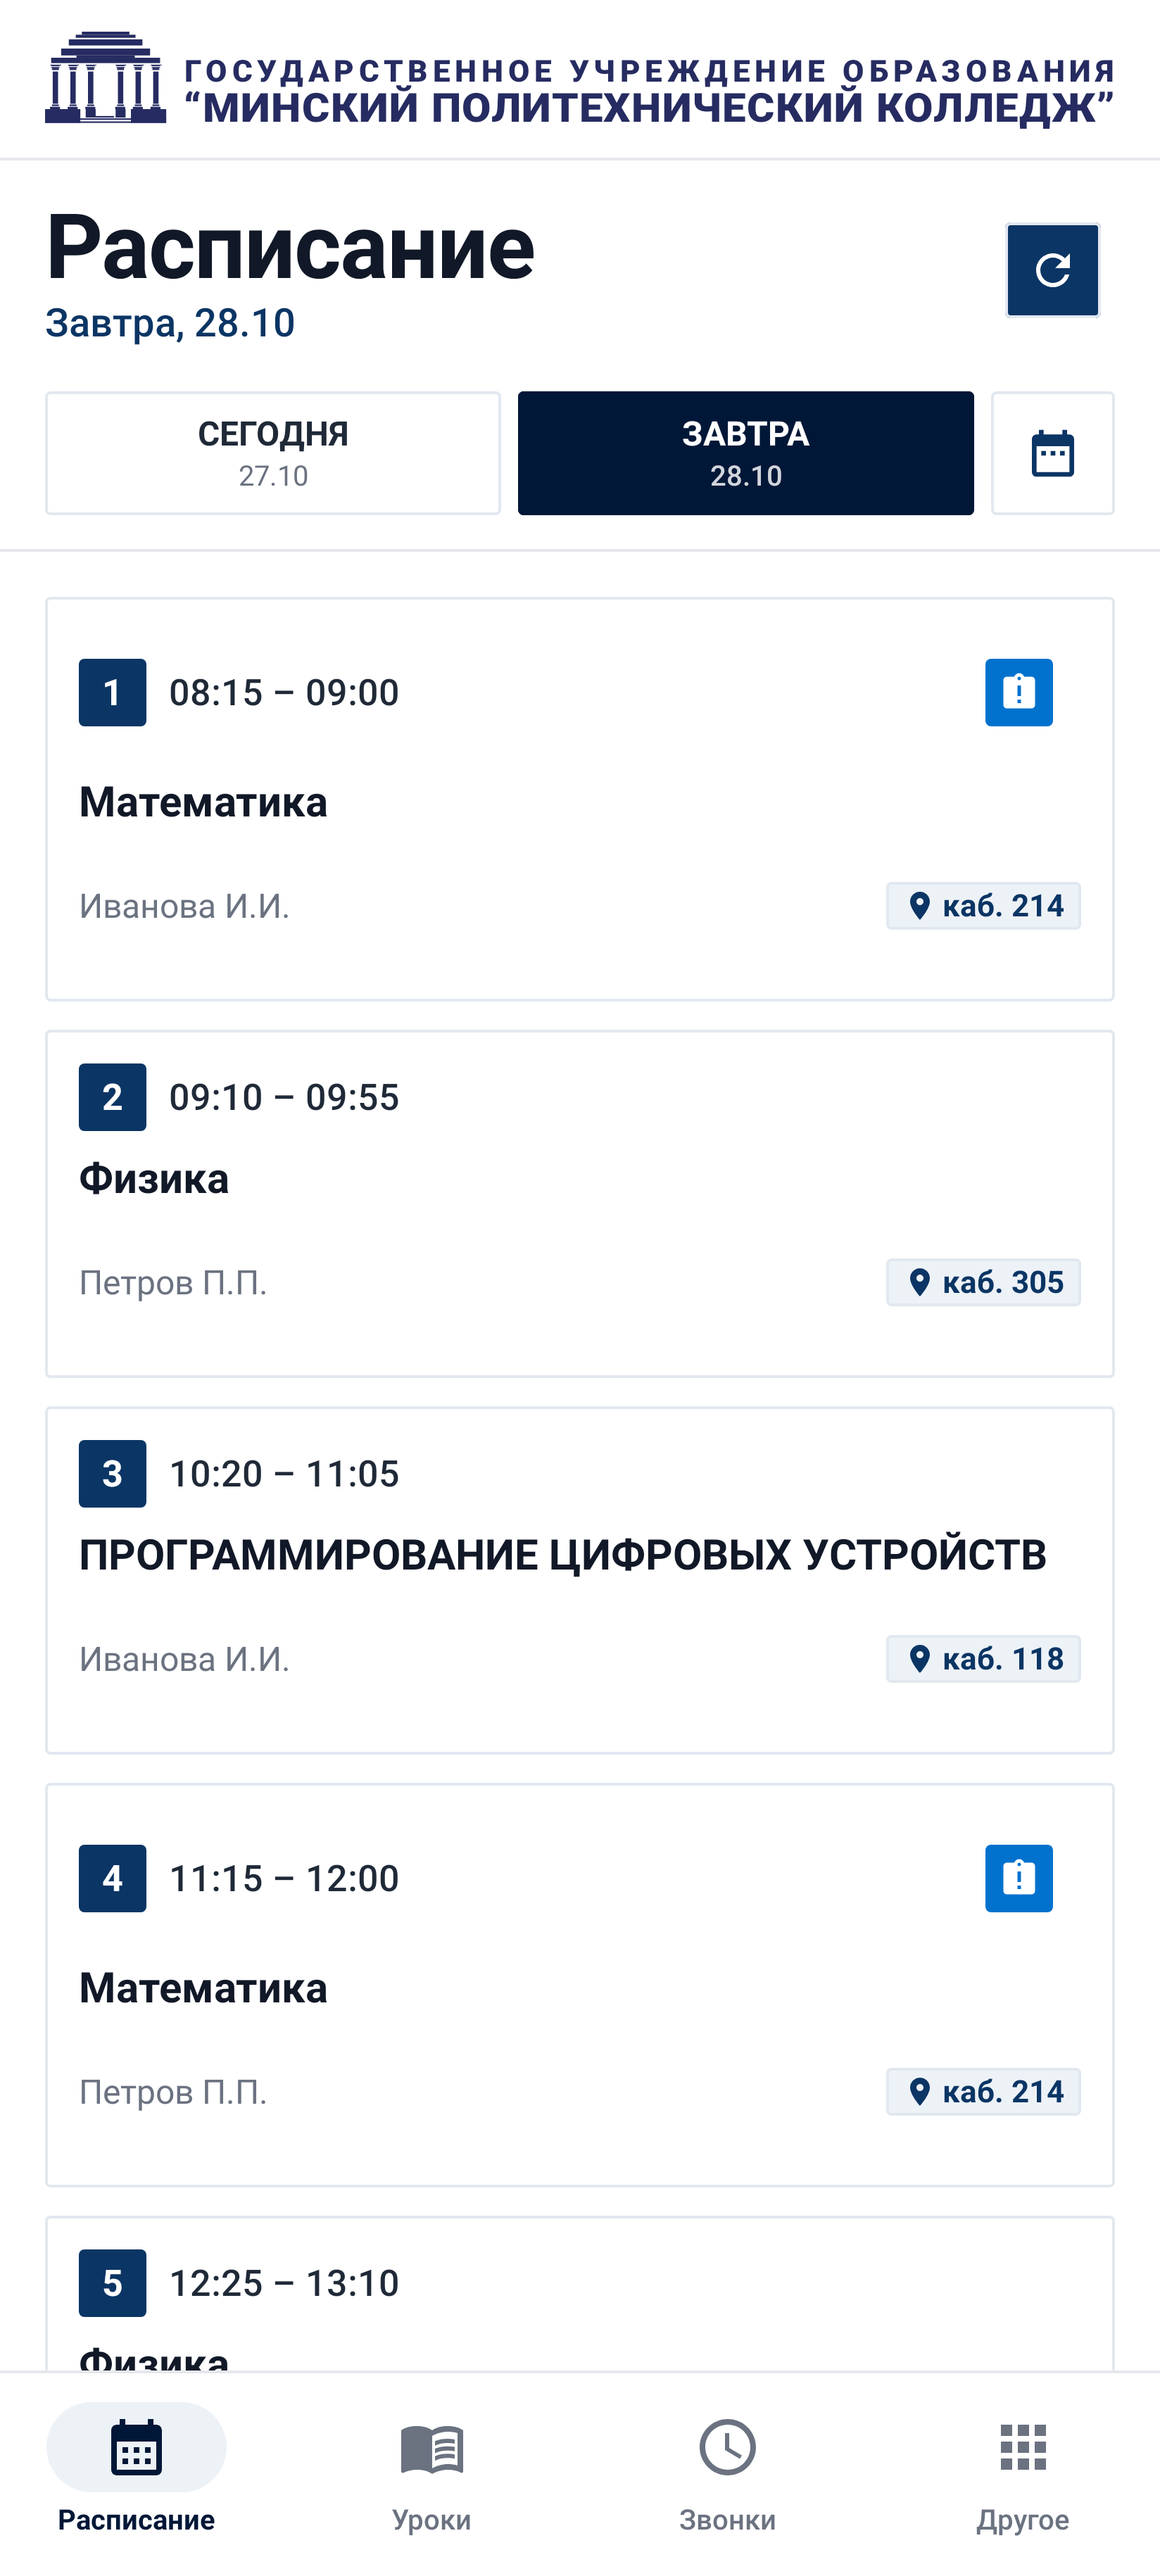 ГОСУДАРСТВЕННОЕ УЧРЕЖДЕНИЕ ОБРАЗОВАНИЯ
“МИНСКИЙ ПОЛИТЕХНИЧЕСКИЙ КОЛЛЕДЖ”
Расписание
Завтра, 28.10
СЕГОДНЯ
27.10
ЗАВТРА
28.10
1 08:15 – 09:00
Математика
Иванова И.И. каб. 214
2 09:10 – 09:55
Физика
Петров П.П. каб. 305
3 10:20 – 11:05
ПРОГРАММИРОВАНИЕ ЦИФРОВЫХ УСТРОЙСТВ
Иванова И.И. каб. 118
4 11:15 – 12:00
Математика
Петров П.П. каб. 214
5 12:25 – 13:10
Физика
Расписание Уроки Звонки Другое